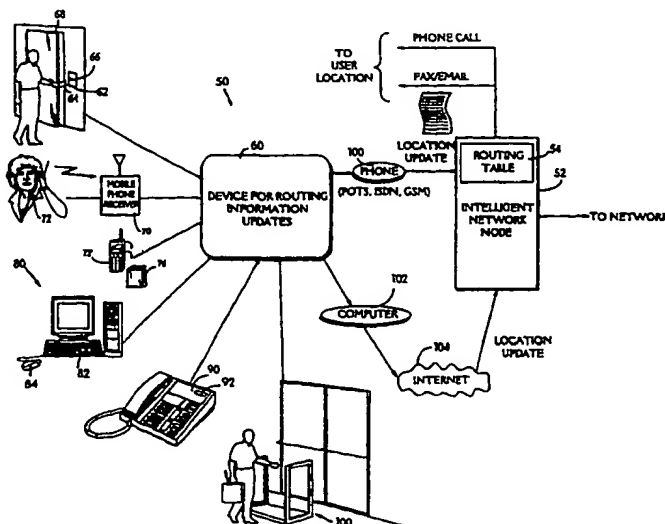 68
66
62
64
50
72
MOBILE PHONE
RECEIVER
70
80
84
82
90
92
60
DEVICE FOR ROUTING
INFORMATION
UPDATES
100
PHONE
(POTS, ISDN, GSM)
102
COMPUTER
104
INTERNET
LOCATION
UPDATE
TO
USER
LOCATION
PHONE CALL
FAX/EMAIL
LOCATION
UPDATE
ROUTING
TABLE
54
52
INTELLIGENT
NETWORK
NODE
TO NETWORK
100